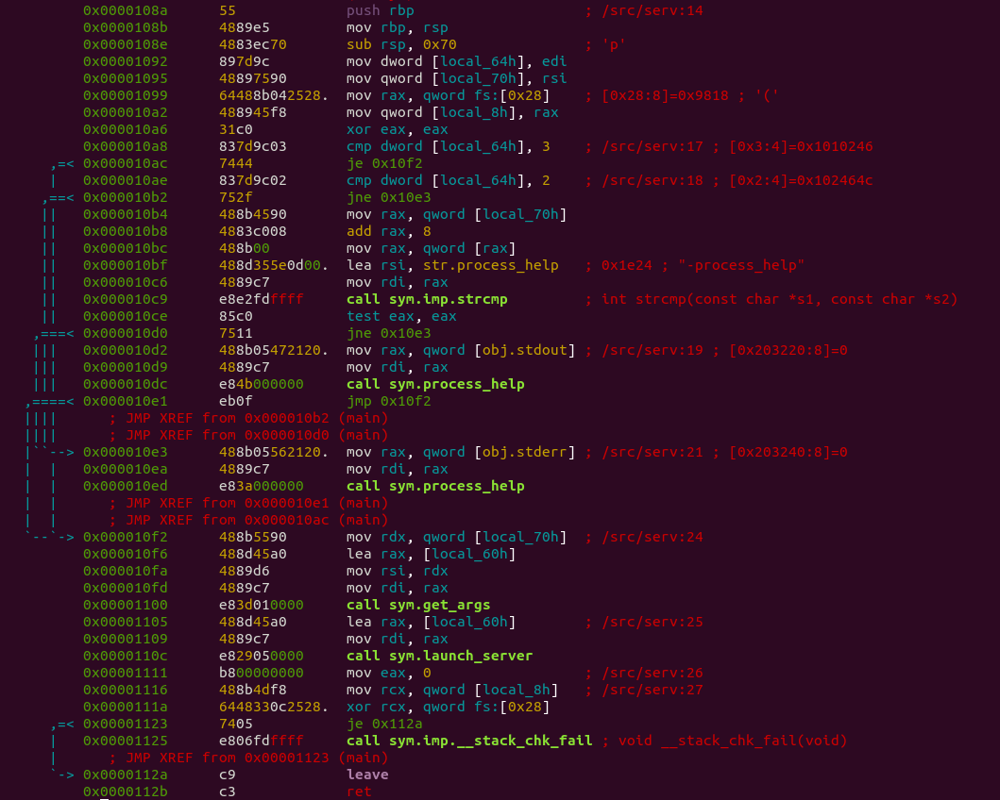 0x0000108a 55 push rbp ; /src/serv:14
0x0000108b 4889e5 mov rbp, rsp
0x0000108e 4883ec70 sub rsp, 0x70 ; 'p'
0x00001092 897d9c mov dword [local_64h], edi
0x00001095 48897590 mov qword [local_70h], rsi
0x00001099 64488b042528. mov rax, qword fs:[0x28] ; [0x28:8]=0x9818 ; '('
0x000010a2 488945f8 mov qword [local_8h], rax
0x000010a6 31c0 xor eax, eax
0x000010a8 837d9c03 cmp dword [local_64h], 3 ; /src/serv:17 ; [0x3:4]=0x1010246
,=< 0x000010ac 7444 je 0x10f2
| 0x000010ae 837d9c02 cmp dword [local_64h], 2 ; /src/serv:18 ; [0x2:4]=0x102464c
,==< 0x000010b2 752f jne 0x10e3
|| 0x000010b4 488b4590 mov rax, qword [local_70h]
|| 0x000010b8 4883c008 add rax, 8
|| 0x000010bc 488b00 mov rax, qword [rax]
|| 0x000010bf 488d355e0d00. lea rsi, str.process_help ; 0x1e24 ; "-process_help"
|| 0x000010c6 4889c7 mov rdi, rax
|| 0x000010c9 e8e2fdffff call sym.imp.strcmp ; int strcmp(const char *s1, const char *s2)
|| 0x000010ce 85c0 test eax, eax
,===< 0x000010d0 7511 jne 0x10e3
||| 0x000010d2 488b05472120. mov rax, qword [obj.stdout] ; /src/serv:19 ; [0x203220:8]=0
||| 0x000010d9 4889c7 mov rdi, rax
||| 0x000010dc e84b000000 call sym.process_help
,====< 0x000010e1 eb0f jmp 0x10f2
|||| ; JMP XREF from 0x000010b2 (main)
|||| ; JMP XREF from 0x000010d0 (main)
|``--> 0x000010e3 488b05562120. mov rax, qword [obj.stderr] ; /src/serv:21 ; [0x203240:8]=0
| | 0x000010ea 4889c7 mov rdi, rax
| | 0x000010ed e83a000000 call sym.process_help
| | ; JMP XREF from 0x000010e1 (main)
| | ; JMP XREF from 0x000010ac (main)
`--`-> 0x000010f2 488b5590 mov rdx, qword [local_70h] ; /src/serv:24
0x000010f6 488d45a0 lea rax, [local_60h]
0x000010fa 4889d6 mov rsi, rdx
0x000010fd 4889c7 mov rdi, rax
0x00001100 e83d010000 call sym.get_args
0x00001105 488d45a0 lea rax, [local_60h] ; /src/serv:25
0x00001109 4889c7 mov rdi, rax
0x0000110c e829050000 call sym.launch_server
0x00001111 b800000000 mov eax, 0 ; /src/serv:26
0x00001116 488b4df8 mov rcx, qword [local_8h] ; /src/serv:27
0x0000111a 6448330c2528. xor rcx, qword fs:[0x28]
,=< 0x00001123 7405 je 0x112a
| 0x00001125 e806fdffff call sym.imp.__stack_chk_fail ; void __stack_chk_fail(void)
| ; JMP XREF from 0x00001123 (main)
`-> 0x0000112a c9 leave
0x0000112b c3 ret